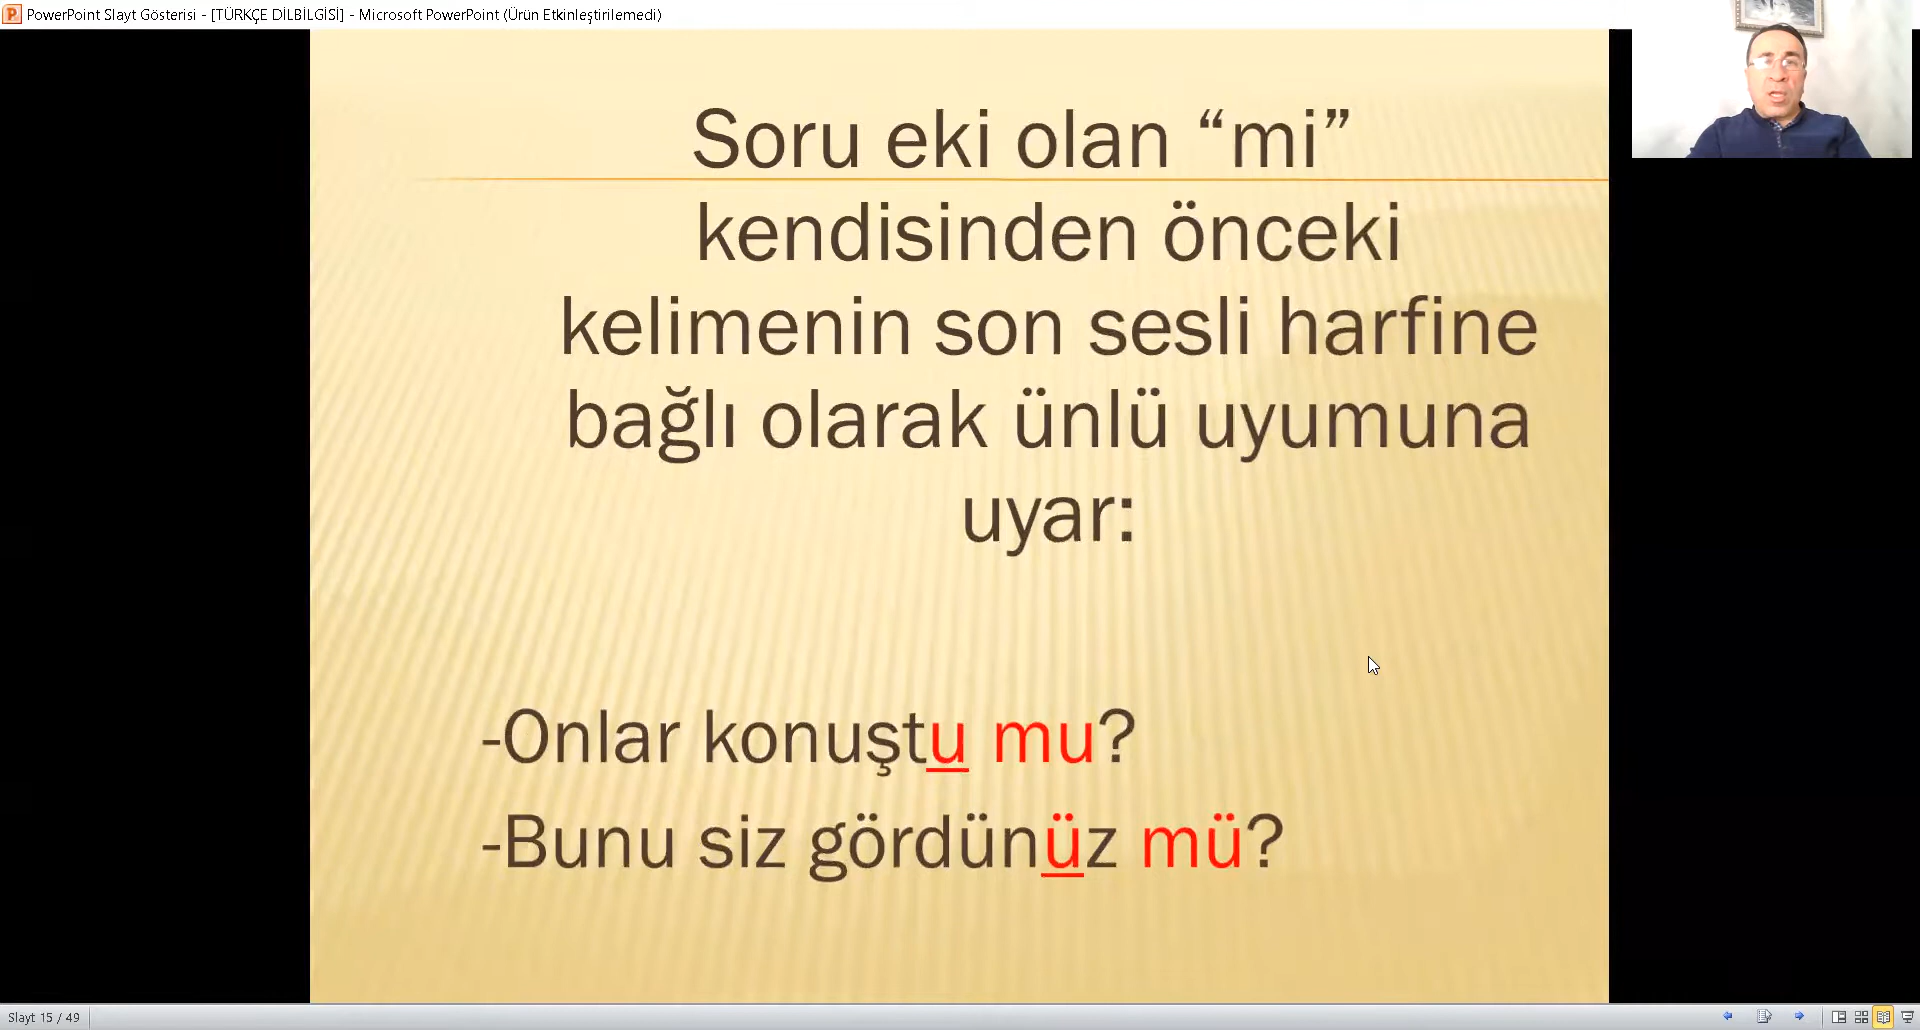 PowerPoint Slayt Gösterisi - [TÜRKÇE DİLBİLGİSİ] - Microsoft PowerPoint (Ürün Etkinleştirilemedi)
Soru eki olan “mi”
kendisinden önceki
kelimenin son sesli harfine
bağlı olarak ünlü uyumuna
uyar:
-Onlar konuştu mu?
-Bunu siz gördünüz mü?
Slayt 15 / 49